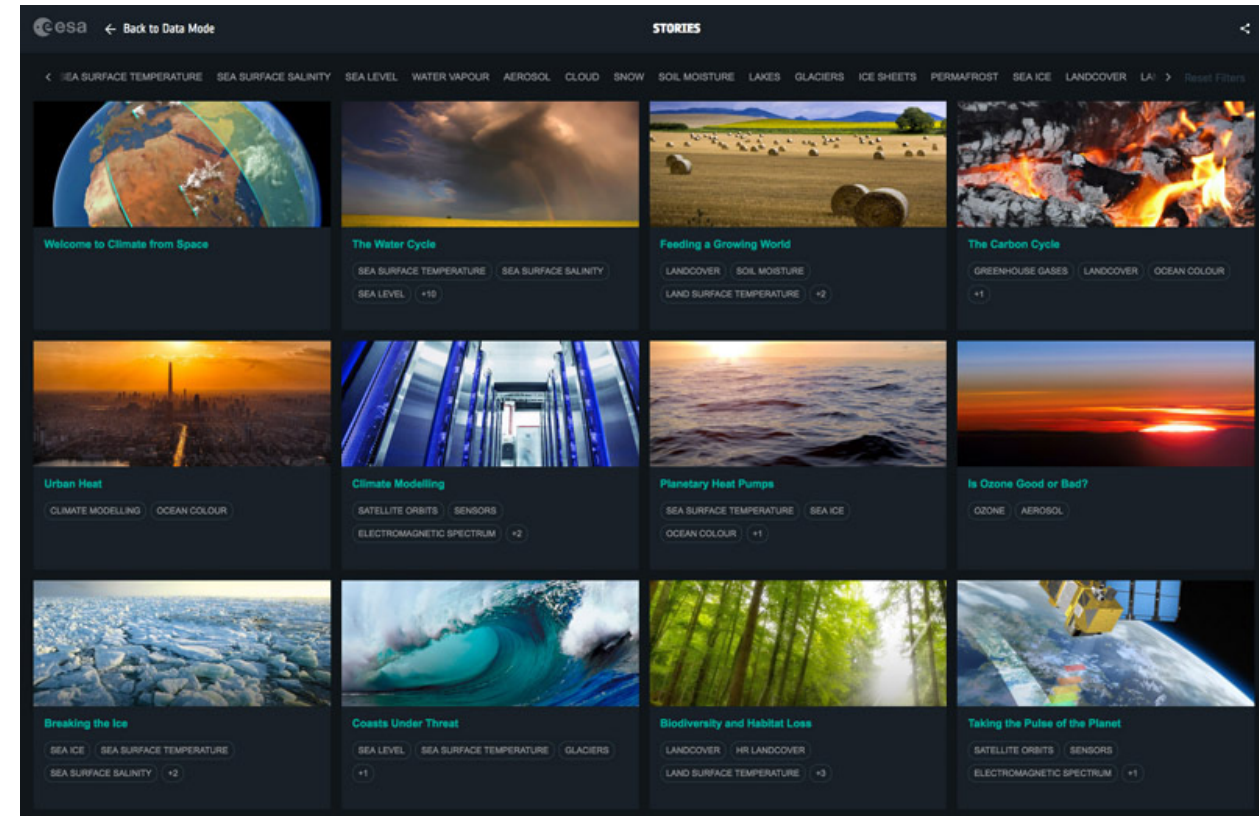 esa ← Back to Data Mode STORIES
SEA SURFACE TEMPERATURE SEA SURFACE SALINITY SEA LEVEL WATER VAPOUR AEROSOL CLOUD SNOW SOIL MOISTURE LAKES GLACIERS ICE SHEETS PERMAFROST SEA ICE LANDCOVER Reset Filters
Welcome to Climate from Space
The Water Cycle
SEA SURFACE TEMPERATURE SEA SURFACE SALINITY
SEA LEVEL +10
Feeding a Growing World
LANDCOVER SOIL MOISTURE
LAND SURFACE TEMPERATURE +2
The Carbon Cycle
GREENHOUSE GASES LANDCOVER OCEAN COLOUR
+1
Urban Heat
CLIMATE MODELLING OCEAN COLOUR
Climate Modelling
SATELLITE ORBITS SENSORS
ELECTROMAGNETIC SPECTRUM +2
Planetary Heat Pumps
SEA SURFACE TEMPERATURE SEA ICE
OCEAN COLOUR +1
Is Ozone Good or Bad?
OZONE AEROSOL
Breaking the Ice
SEA ICE SEA SURFACE TEMPERATURE
SEA SURFACE SALINITY +2
Coasts Under Threat
SEA LEVEL SEA SURFACE TEMPERATURE GLACIERS
+1
Biodiversity and Habitat Loss
LANDCOVER HR LANDCOVER
LAND SURFACE TEMPERATURE +3
Taking the Pulse of the Planet
SATELLITE ORBITS SENSORS
ELECTROMAGNETIC SPECTRUM +1